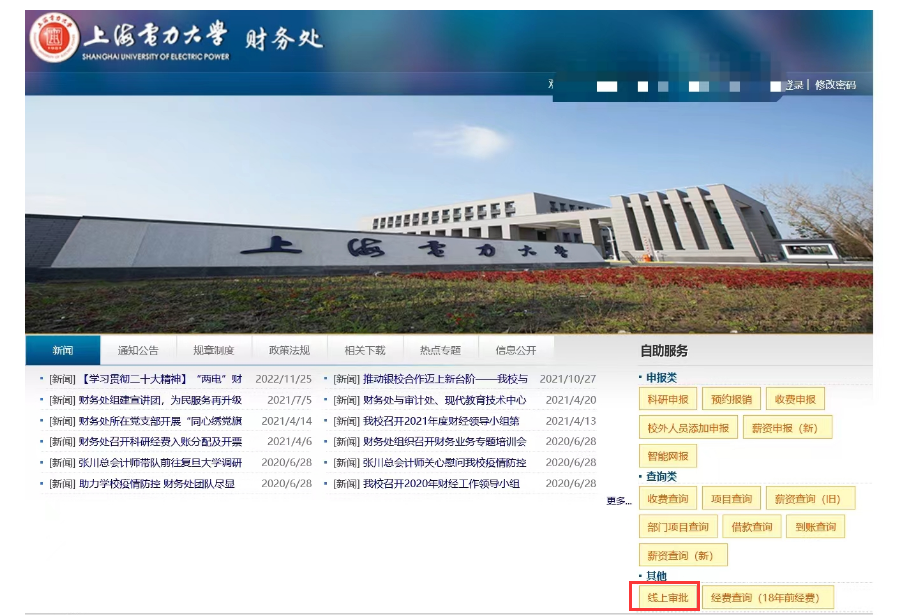 上海電力大學 财务处
SHANGHAI UNIVERSITY OF ELECTRIC POWER
登录 | 修改密码
上海電力大學
新闻 通知公告 规章制度 政策法规 相关下载 热点专题 信息公开
[新闻] 【学习贯彻二十大精神】 “两电”财 2022/11/25
[新闻] 财务处组建宣讲团，为民服务再升级 2021/7/5
[新闻] 财务处所在党支部开展“同心绣党旗 2021/4/14
[新闻] 财务处召开科研经费入账分配及开票 2021/4/6
[新闻] 张川总会计师带队前往复旦大学调研 2020/6/28
[新闻] 助力学校疫情防控 财务处团队尽显 2020/6/28
[新闻] 推动银校合作迈上新台阶——我校与 2021/10/27
[新闻] 财务处与审计处、现代教育技术中心 2021/4/20
[新闻] 我校召开2021年度财经领导小组第 2021/4/13
[新闻] 财务处组织召开财务业务专题培训会 2020/6/28
[新闻] 张川总会计师关心慰问我校疫情防控 2020/6/28
[新闻] 我校召开2020年财经工作领导小组 2020/6/28
更多...
自助服务
申报类
科研申报 预约报销 收费申报
校外人员添加申报 薪资申报（新）
智能网报
查询类
收费查询 项目查询 薪资查询（旧）
部门项目查询 借款查询 到账查询
薪资查询（新）
其他
线上审批 经费查询（18年前经费）